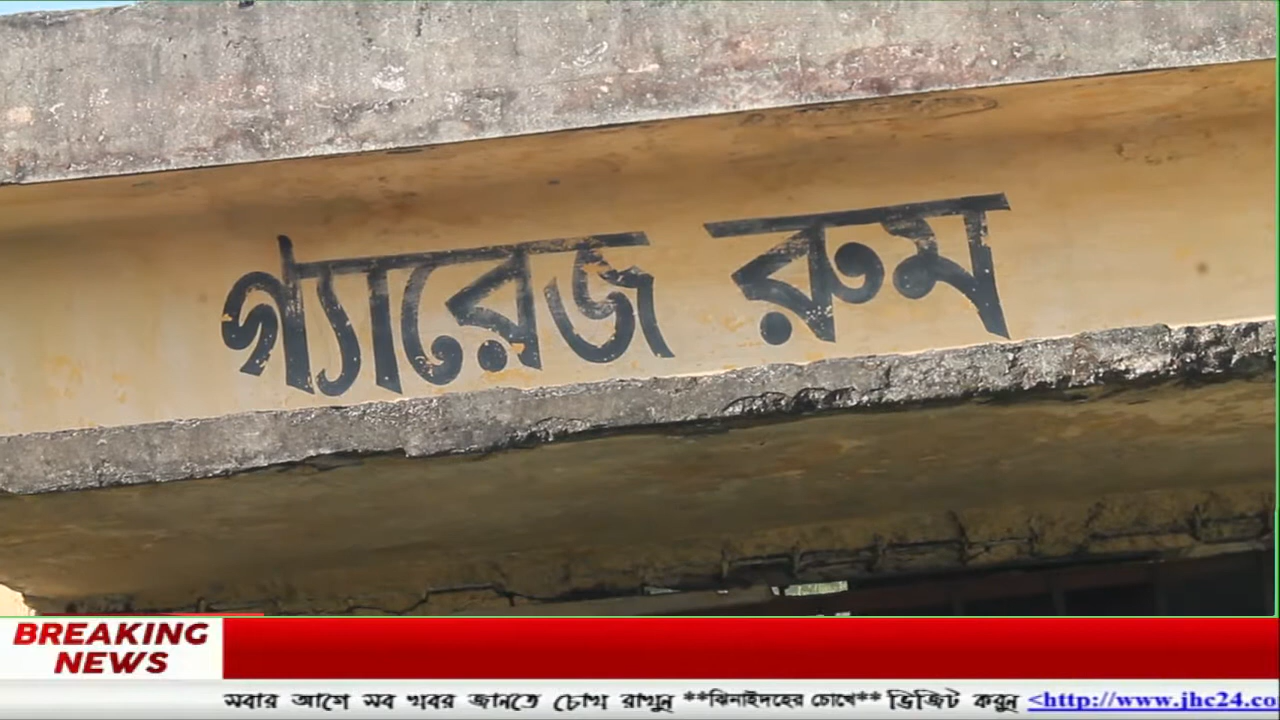 গ্যারেজ রুম
BREAKING
NEWS
সবার আগে সব খবর জানতে চোখ রাখুন **ঝিনাইদহের চোখে** ভিজিট করুন <http://www.jhc24.co